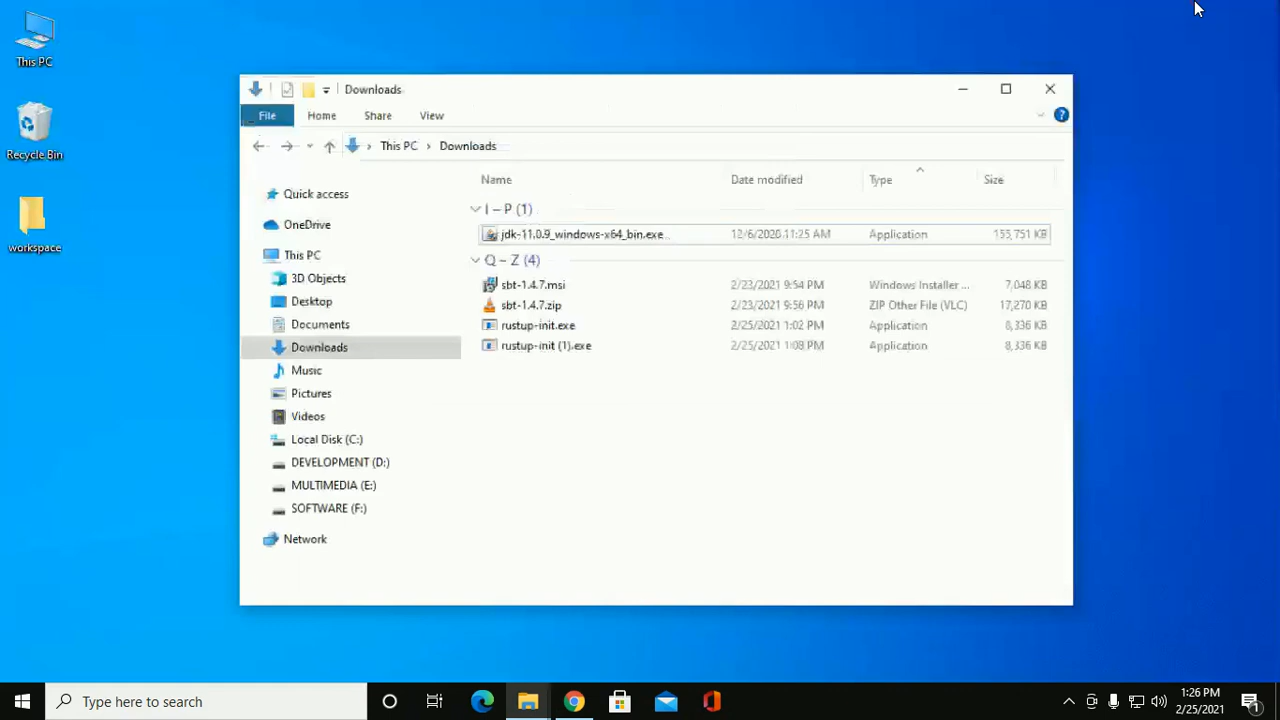 This PC
Recycle Bin
workspace
Downloads
File Home Share View
This PC Downloads
Quick access
OneDrive
This PC
3D Objects
Desktop
Documents
Downloads
Music
Pictures
Videos
Local Disk (C:)
DEVELOPMENT (D:)
MULTIMEDIA (E:)
SOFTWARE (F:)
Network
Name Date modified Type Size
I – P (1)
jdk-11.0.9_windows-x64_bin.exe 12/6/2020 11:25 AM Application 155,751 KB
Q – Z (4)
sbt-1.4.7.msi 2/23/2021 9:54 PM Windows Installer ... 7,048 KB
sbt-1.4.7.zip 2/23/2021 9:56 PM ZIP Other File (VLC) 17,270 KB
rustup-init.exe 2/25/2021 1:02 PM Application 8,336 KB
rustup-init (1).exe 2/25/2021 1:08 PM Application 8,336 KB
Type here to search
1:26 PM
2/25/2021
1